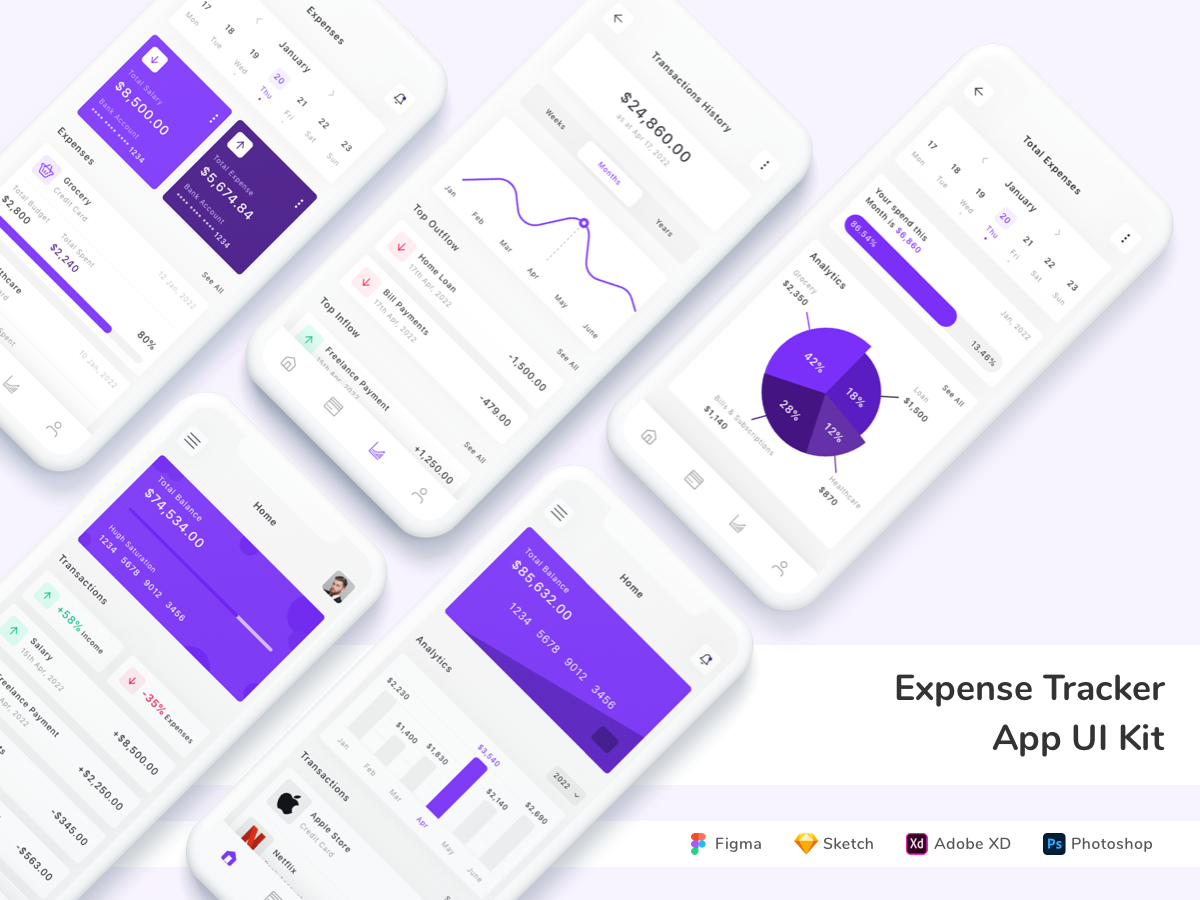 Expenses
January
17
18
19
20
21
22
23
Mon
Tue
Wed
Thu
Fri
Sat
Sun
Total Salary
$8,500.00
Bank Account
•••• •••• •••• 1234
Total Expense
$5,674.84
Bank Account
•••• •••• •••• 1234
Expenses
See All
Grocery
Credit Card
12 Jan, 2022
Total Budget
$2,800
Total Spent
$2,240
80%
10 Jan, 2022
Transactions History
$24,860.00
as at Apr 17, 2022
Weeks
Months
Years
Jan
Feb
Mar
Apr
May
June
Top Outflow
See All
Home Loan
17th Apr, 2022
-1,500.00
Bill Payments
17th Apr, 2022
-479.00
Top Inflow
See All
Freelance Payment
15th Apr, 2022
+1,250.00
Total Expenses
January
17
18
19
20
21
22
23
Mon
Tue
Wed
Thu
Fri
Sat
Sun
Your spend this
Month is $6,860
Jan, 2022
86.54%
13.46%
Analytics
See All
Grocery
$2,350
42%
18%
12%
28%
Loan
$1,500
Bills & Subscriptions
$1,140
Healthcare
$870
Home
Total Balance
$74,534.00
Hugh Saturation
1234 5678 9012 3456
Transactions
+58% Income
-35% Expenses
Salary
15th Apr, 2022
+$8,500.00
Freelance Payment
+$2,250.00
-$345.00
-$563.00
Home
Total Balance
$85,632.00
1234 5678 9012 3456
Analytics
2022
$2,230
$1,400
$1,830
$3,540
$2,140
$2,690
Jan
Feb
Mar
Apr
May
June
Transactions
Apple Store
Credit Card
Netflix
Expense Tracker
App UI Kit
Figma
Sketch
Xd Adobe XD
Ps Photoshop